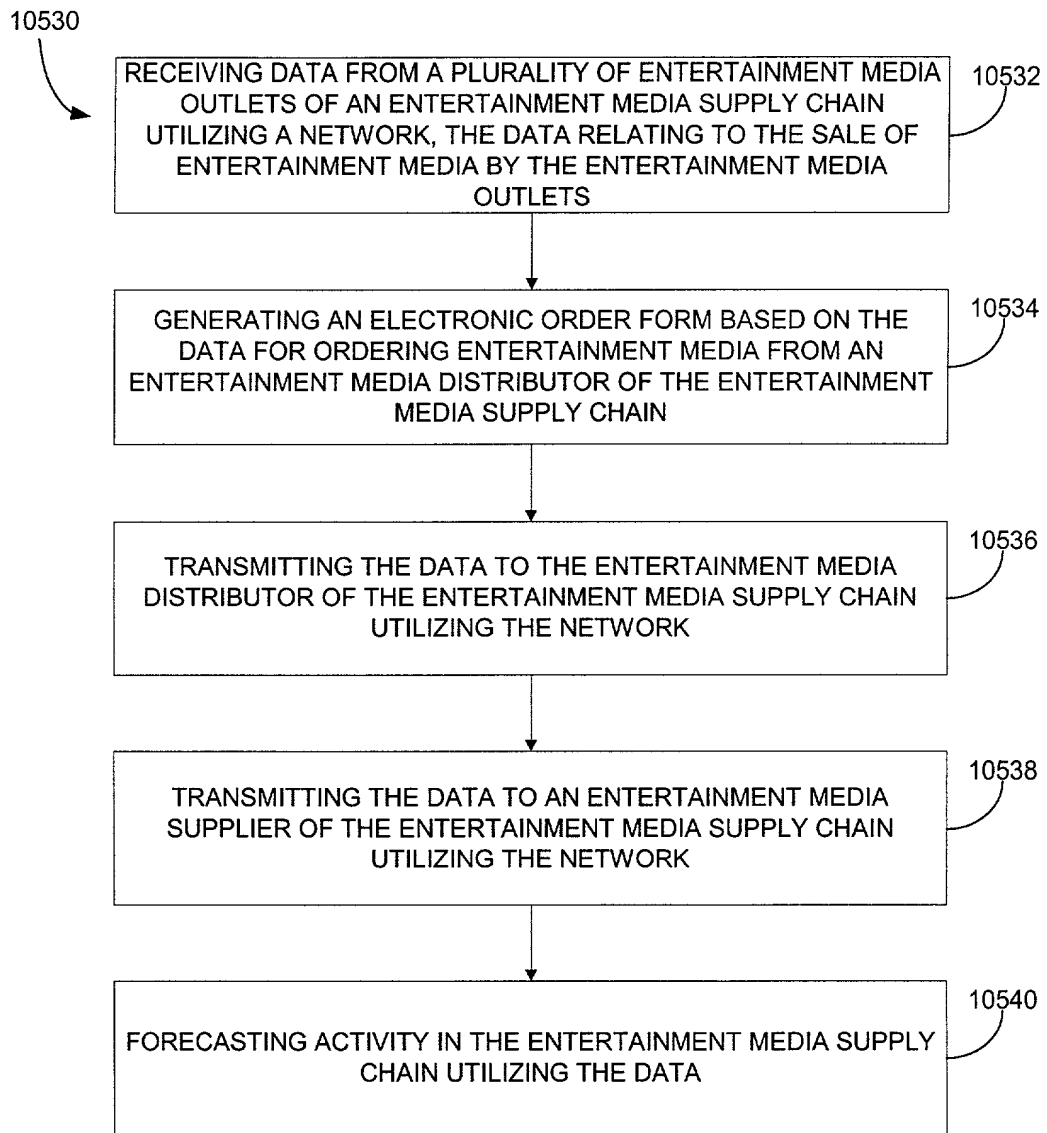 10530
RECEIVING DATA FROM A PLURALITY OF ENTERTAINMENT MEDIA
OUTLETS OF AN ENTERTAINMENT MEDIA SUPPLY CHAIN
UTILIZING A NETWORK, THE DATA RELATING TO THE SALE OF
ENTERTAINMENT MEDIA BY THE ENTERTAINMENT MEDIA
OUTLETS
10532
GENERATING AN ELECTRONIC ORDER FORM BASED ON THE
DATA FOR ORDERING ENTERTAINMENT MEDIA FROM AN
ENTERTAINMENT MEDIA DISTRIBUTOR OF THE ENTERTAINMENT
MEDIA SUPPLY CHAIN
10534
TRANSMITTING THE DATA TO THE ENTERTAINMENT MEDIA
DISTRIBUTOR OF THE ENTERTAINMENT MEDIA SUPPLY CHAIN
UTILIZING THE NETWORK
10536
TRANSMITTING THE DATA TO AN ENTERTAINMENT MEDIA
SUPPLIER OF THE ENTERTAINMENT MEDIA SUPPLY CHAIN
UTILIZING THE NETWORK
10538
FORECASTING ACTIVITY IN THE ENTERTAINMENT MEDIA SUPPLY
CHAIN UTILIZING THE DATA
10540